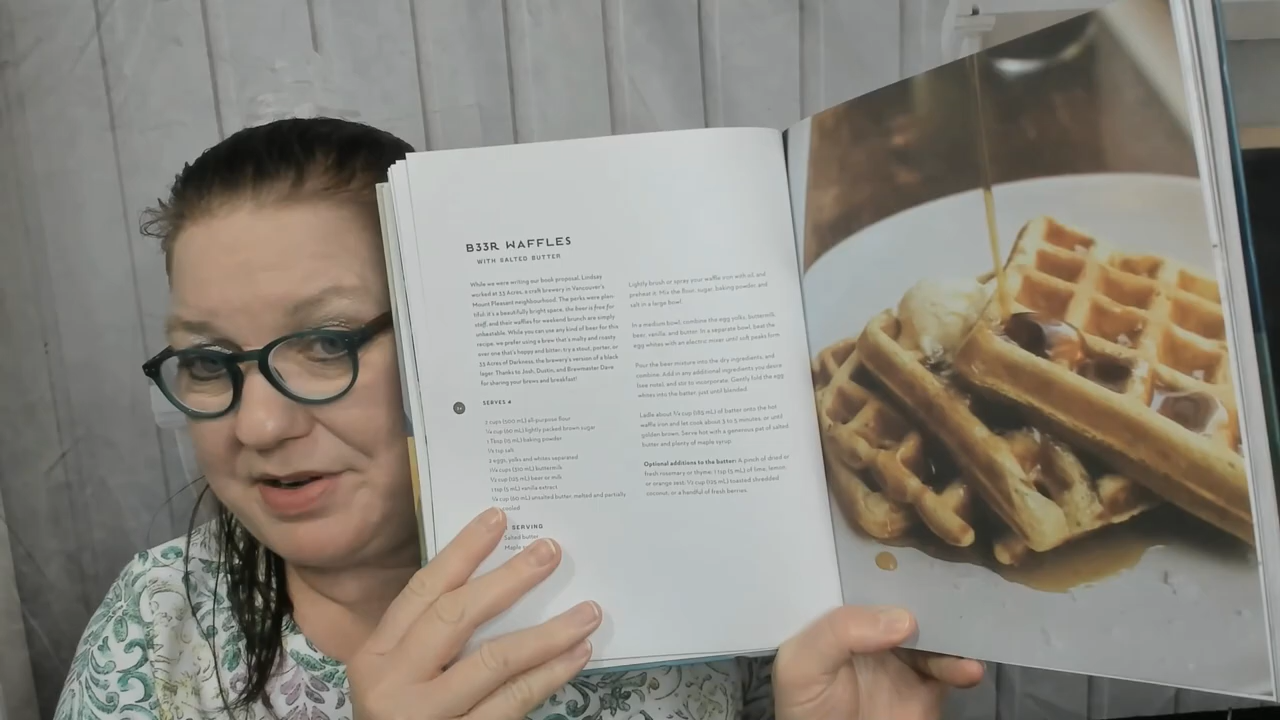 B33R WAFFLES
WITH SALTED BUTTER
While we were writing our book proposal, Lindsay
worked at 33 Acres, a craft brewery in Vancouver's
Mount Pleasant neighbourhood. The perks were plen-
tiful: it's a beautifully bright space, the beer is free for
staff, and their waffles for weekend brunch are simply
unbeatable. While you can use any kind of beer for this
recipe, we prefer using a brew that's malty and roasty
over one that's hoppy and bitter: try a stout, porter, or
33 Acres of Darkness, the brewery's version of a black
lager. Thanks to Josh, Dustin, and Brewmaster Dave
for sharing your brews and breakfast!
SERVES 4
2 cups (500 mL) all-purpose flour
¼ cup (60 mL) lightly packed brown sugar
1 Tbsp (15 mL) baking powder
½ tsp salt
2 eggs, yolks and whites separated
1¼ cups (310 mL) buttermilk
½ cup (125 mL) beer or milk
1 tsp (5 mL) vanilla extract
¼ cup (60 mL) unsalted butter, melted and partially
cooled
SERVING
Salted butter
Maple
Lightly brush or spray your waffle iron with oil, and
preheat it. Mix the flour, sugar, baking powder, and
salt in a large bowl.
In a medium bowl, combine the egg yolks, buttermilk,
beer, vanilla, and butter. In a separate bowl, beat the
egg whites with an electric mixer until soft peaks form.
Pour the beer mixture into the dry ingredients, and
combine. Add in any additional ingredients you desire
(see note), and stir to incorporate. Gently fold the egg
whites into the batter, just until blended.
Ladle about ¾ cup (185 mL) of batter onto the hot
waffle iron and let cook about 3 to 5 minutes, or until
golden brown. Serve hot with a generous pat of salted
butter and plenty of maple syrup.
Optional additions to the batter: A pinch of dried or
fresh rosemary or thyme; 1 tsp (5 mL) of lime, lemon,
or orange zest; ½ cup (125 mL) toasted shredded
coconut; or a handful of fresh berries.